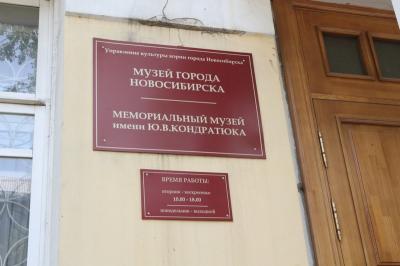 "Управление культуры мэрии города Новосибирска"
МУЗЕЙ ГОРОДА
НОВОСИБИРСКА
МЕМОРИАЛЬНЫЙ МУЗЕЙ
имени Ю.В.КОНДРАТЮКА
ВРЕМЯ РАБОТЫ:
вторник - воскресенье
10.00 - 18.00
понедельник - выходной